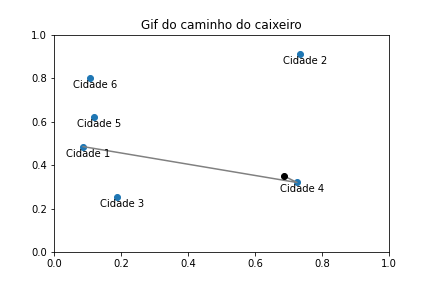 Gif do caminho do caixeiro
1.0
0.8
0.6
0.4
0.2
0.0
Cidade 2
Cidade 6
Cidade 5
Cidade 1
Cidade 4
Cidade 3
0.0 0.2 0.4 0.6 0.8 1.0